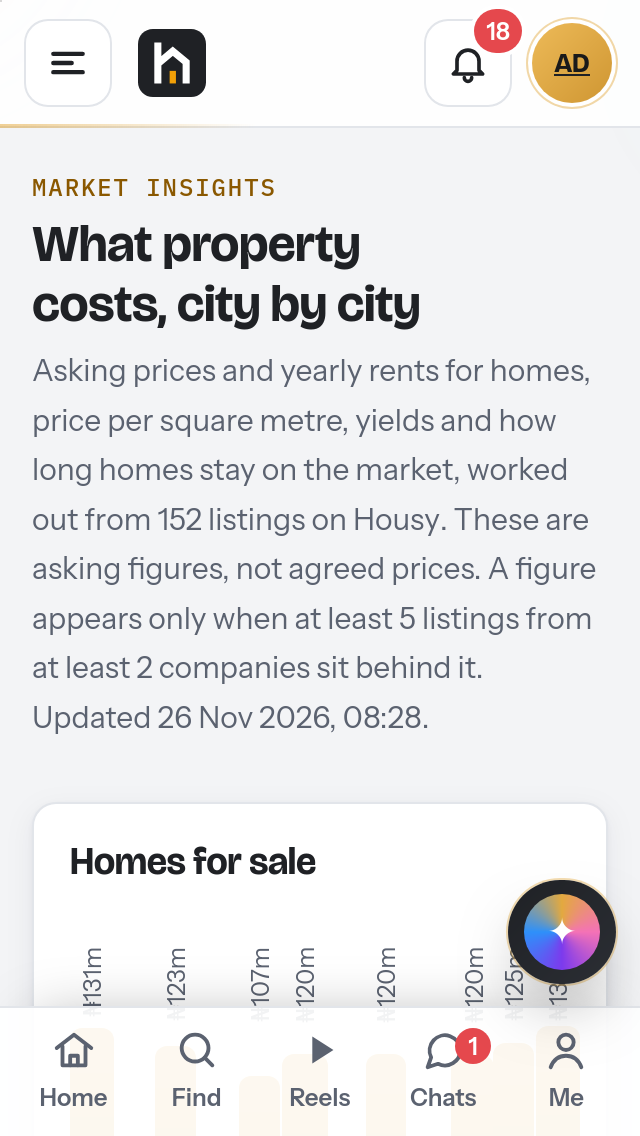 18
AD
MARKET INSIGHTS
What property
costs, city by city
Asking prices and yearly rents for homes,
price per square metre, yields and how
long homes stay on the market, worked
out from 152 listings on Housy. These are
asking figures, not agreed prices. A figure
appears only when at least 5 listings from
at least 2 companies sit behind it.
Updated 26 Nov 2026, 08:28.
Homes for sale
₦131m
₦123m
₦107m
₦120m
₦120m
₦120m
₦125m
1
Home
Find
Reels
Chats
Me